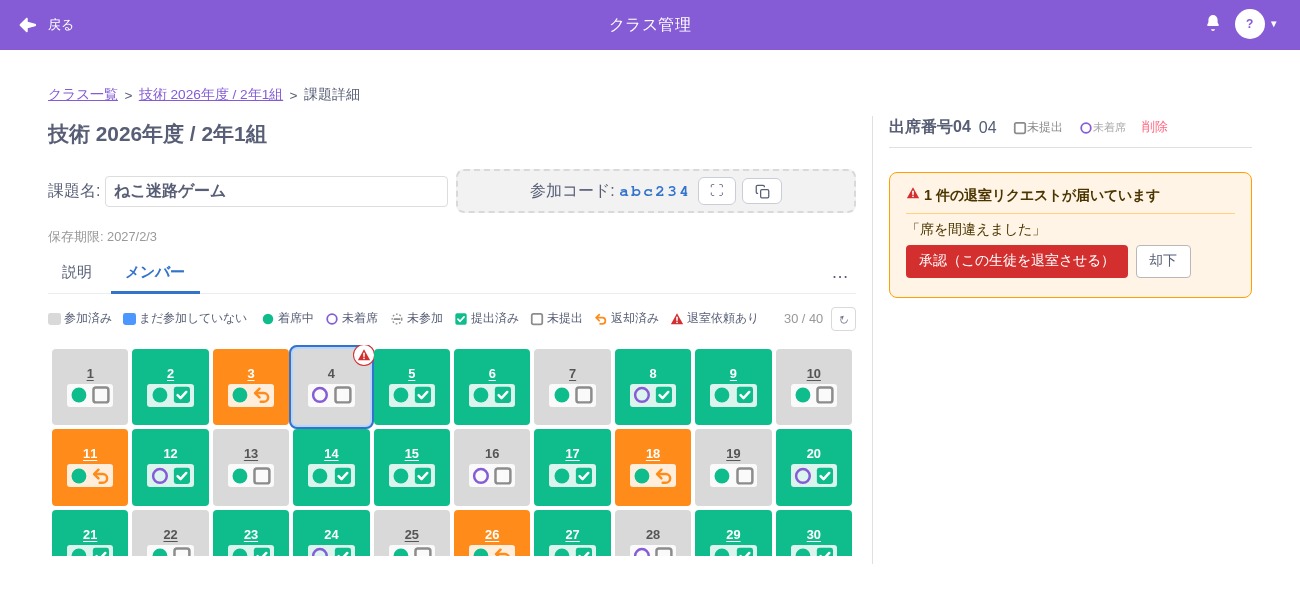 戻る
クラス管理
?
▼
クラス一覧 > 技術 2026年度 / 2年1組 > 課題詳細
技術 2026年度 / 2年1組
課題名: ねこ迷路ゲーム
参加コード: abc234
保存期限: 2027/2/3
説明 メンバー
…
参加済み まだ参加していない 着席中 未着席 未参加 提出済み 未提出 返却済み 退室依頼あり 30 / 40
1 2 3 4 5 6 7 8 9 10
11 12 13 14 15 16 17 18 19 20
21 22 23 24 25 26 27 28 29 30
出席番号04 04 未提出 未着席 削除
1 件の退室リクエストが届いています
「席を間違えました」
承認（この生徒を退室させる） 却下